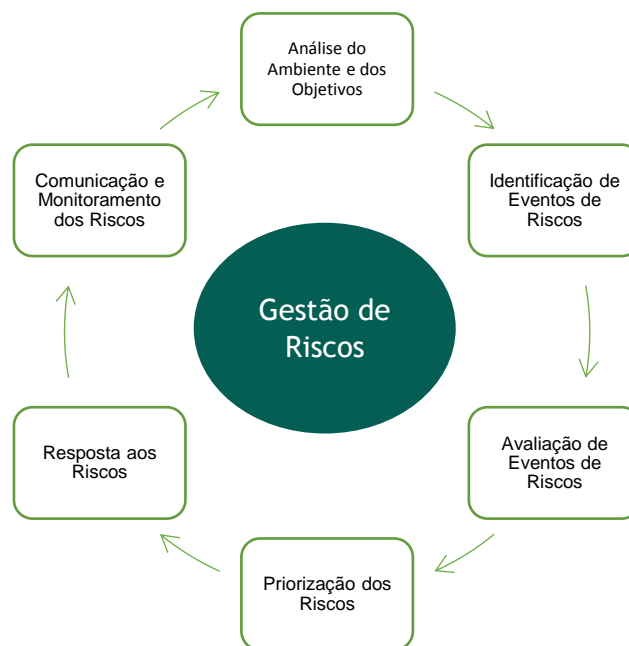 Análise do
Ambiente e dos
Objetivos
Identificação de
Eventos de
Riscos
Avaliação de
Eventos de
Riscos
Priorização dos
Riscos
Resposta aos
Riscos
Comunicação e
Monitoramento
dos Riscos
Gestão de
Riscos